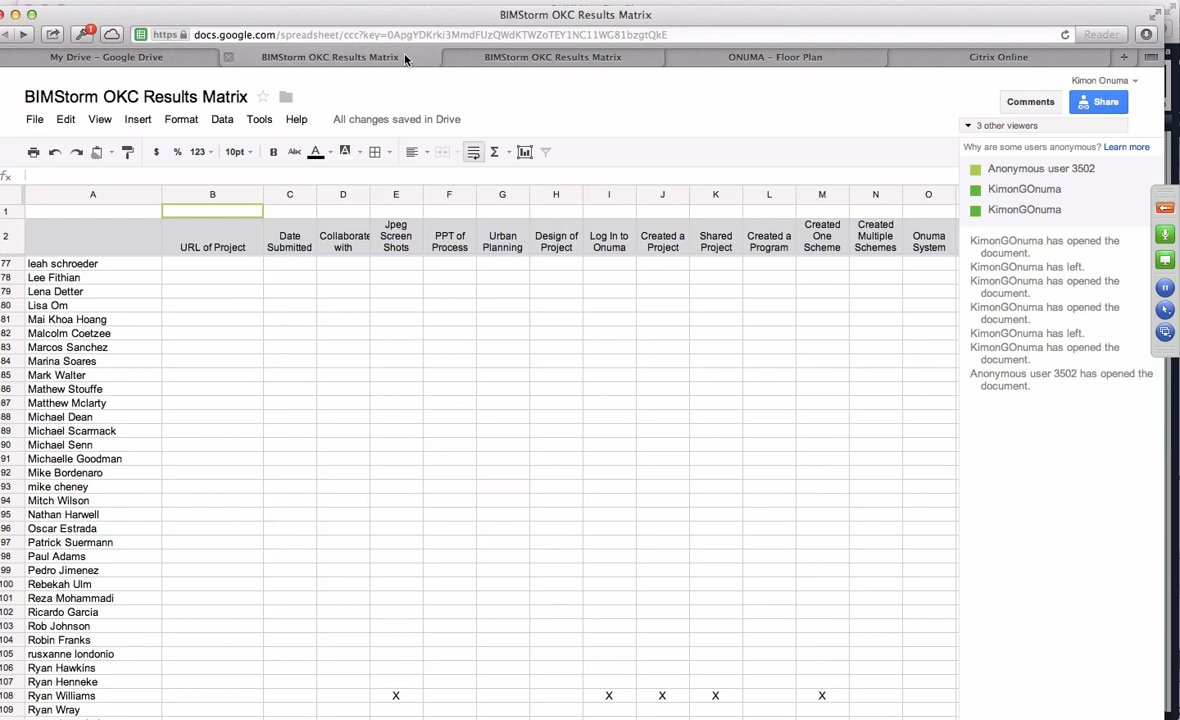 BIMStorm OKC Results Matrix
https docs.google.com/spreadsheet/ccc?key=0ApgYDKrki3MmdFUzQWdKTWZoTEY1NC11WG81bzgtQkE Reader
My Drive – Google Drive BIMStorm OKC Results Matrix BIMStorm OKC Results Matrix ONUMA – Floor Plan Citrix Online +
Kimon Onuma
BIMStorm OKC Results Matrix Comments Share
File Edit View Insert Format Data Tools Help All changes saved in Drive
3 other viewers
$ % 123 10pt B Abc A A Σ
Why are some users anonymous? Learn more
Anonymous user 3502
fx
KimonGOnuma
KimonGOnuma
A B C D E F G H I J K L M N O
1
2 URL of Project Date Submitted Collaborate with Jpeg Screen Shots PPT of Process Urban Planning Design of Project Log In to Onuma Created a Project Shared Project Created a Program Created One Scheme Created Multiple Schemes Onuma System
KimonGOnuma has opened the
document.
KimonGOnuma has left.
KimonGOnuma has opened the
document.
KimonGOnuma has opened the
document.
KimonGOnuma has left.
KimonGOnuma has opened the
document.
Anonymous user 3502 has opened the
document.
77 leah schroeder
78 Lee Fithian
79 Lena Detter
80 Lisa Om
81 Mai Khoa Hoang
82 Malcolm Coetzee
83 Marcos Sanchez
84 Marina Soares
85 Mark Walter
86 Mathew Stouffe
87 Matthew Mclarty
88 Michael Dean
89 Michael Scarmack
90 Michael Senn
91 Michaelle Goodman
92 Mike Bordenaro
93 mike cheney
94 Mitch Wilson
95 Nathan Harwell
96 Oscar Estrada
97 Patrick Suermann
98 Paul Adams
99 Pedro Jimenez
100 Rebekah Ulm
101 Reza Mohammadi
102 Ricardo Garcia
103 Rob Johnson
104 Robin Franks
105 rusxanne londonio
106 Ryan Hawkins
107 Ryan Henneke
108 Ryan Williams X X X X X
109 Ryan Wray